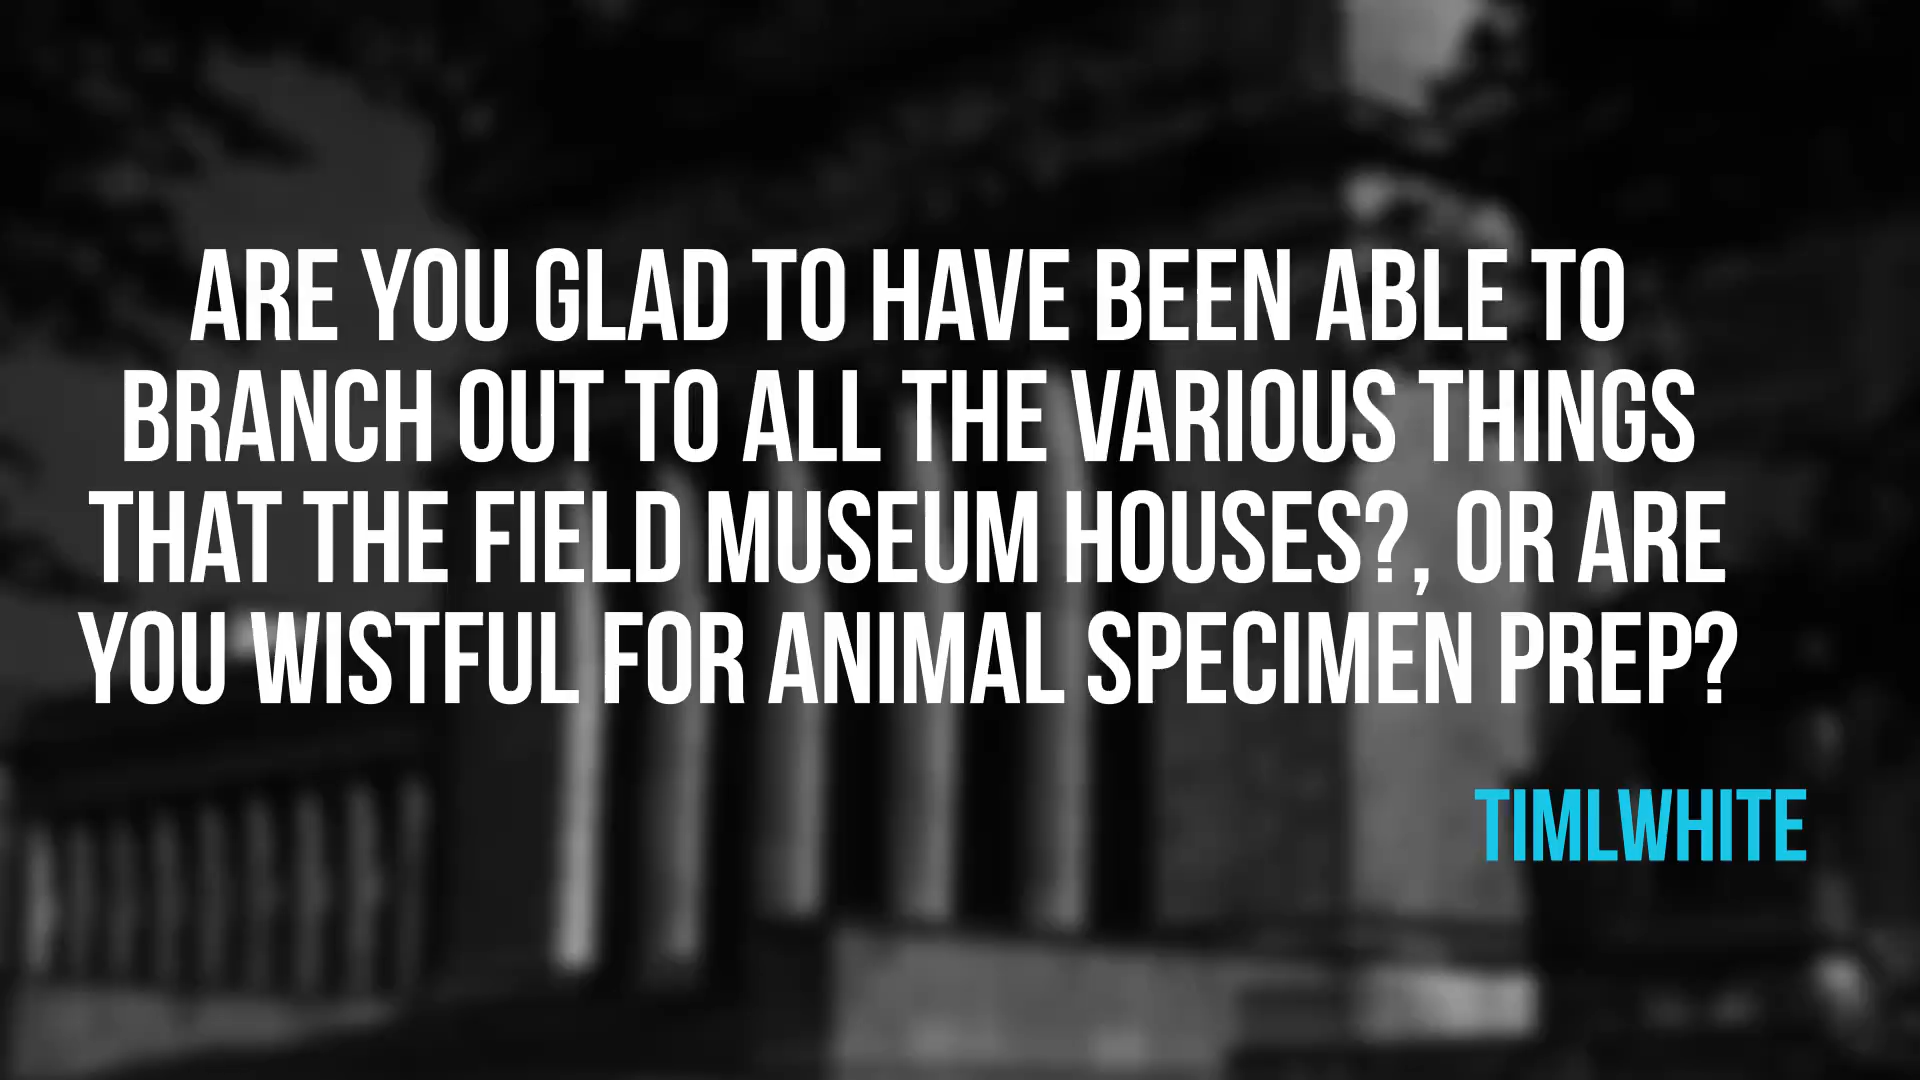 ARE YOU GLAD TO HAVE BEEN ABLE TO
BRANCH OUT TO ALL THE VARIOUS THINGS
THAT THE FIELD MUSEUM HOUSES?, OR ARE
YOU WISTFUL FOR ANIMAL SPECIMEN PREP?
TIMLWHITE